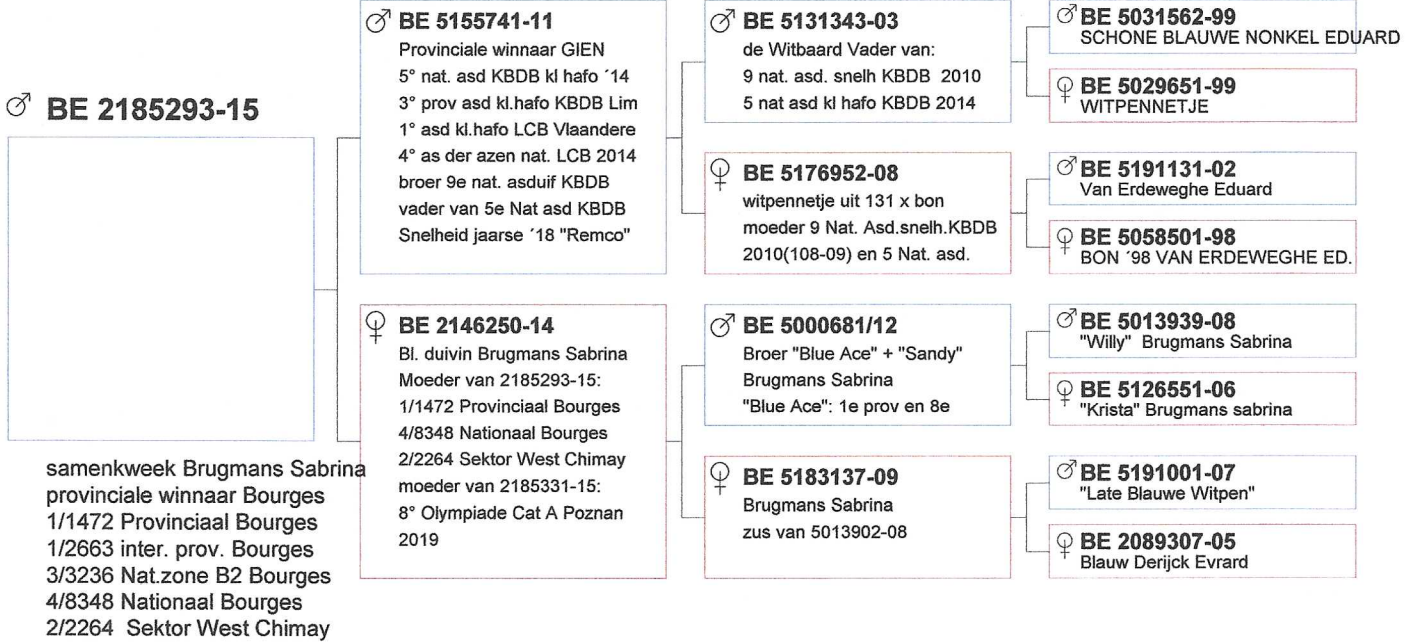 ♂ BE 2185293-15
samenkweek Brugmans Sabrina
provinciale winnaar Bourges
1/1472 Provinciaal Bourges
1/2663 inter. prov. Bourges
3/3236 Nat.zone B2 Bourges
4/8348 Nationaal Bourges
2/2264 Sektor West Chimay
♂ BE 5155741-11
Provinciale winnaar GIEN
5° nat. asd KBDB kl hafo ´14
3° prov asd kl.hafo KBDB Lim
1° asd kl.hafo LCB Vlaandere
4° as der azen nat. LCB 2014
broer 9e nat. asduif KBDB
vader van 5e Nat asd KBDB
Snelheid jaarse ´18 "Remco"
♀ BE 2146250-14
Bl. duivin Brugmans Sabrina
Moeder van 2185293-15:
1/1472 Provinciaal Bourges
4/8348 Nationaal Bourges
2/2264 Sektor West Chimay
moeder van 2185331-15:
8° Olympiade Cat A Poznan
2019
♂ BE 5131343-03
de Witbaard Vader van:
9 nat. asd. snelh KBDB 2010
5 nat asd kl hafo KBDB 2014
♀ BE 5176952-08
witpennetje uit 131 x bon
moeder 9 Nat. Asd.snelh.KBDB
2010(108-09) en 5 Nat. asd.
♂ BE 5000681/12
Broer "Blue Ace" + "Sandy"
Brugmans Sabrina
"Blue Ace": 1e prov en 8e
♀ BE 5183137-09
Brugmans Sabrina
zus van 5013902-08
♂ BE 5031562-99
SCHONE BLAUWE NONKEL EDUARD
♀ BE 5029651-99
WITPENNETJE
♂ BE 5191131-02
Van Erdeweghe Eduard
♀ BE 5058501-98
BON ´98 VAN ERDEWEGHE ED.
♂ BE 5013939-08
"Willy" Brugmans Sabrina
♀ BE 5126551-06
"Krista" Brugmans sabrina
♂ BE 5191001-07
"Late Blauwe Witpen"
♀ BE 2089307-05
Blauw Derijck Evrard